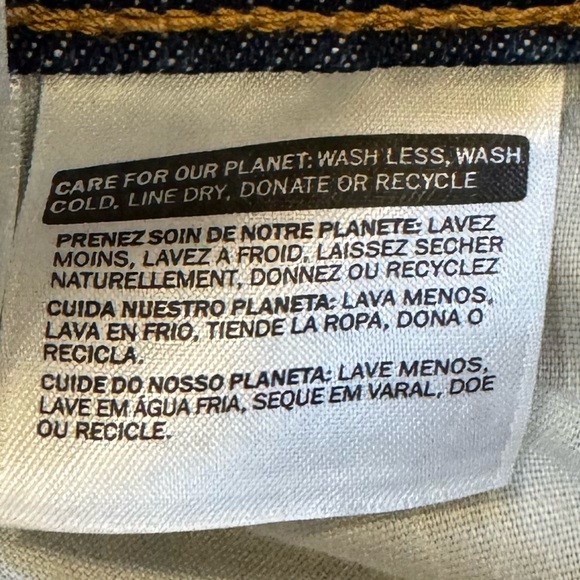 CARE FOR OUR PLANET: WASH LESS, WASH
COLD, LINE DRY, DONATE OR RECYCLE
PRENEZ SOIN DE NOTRE PLANETE: LAVEZ
MOINS, LAVEZ A FROID, LAISSEZ SECHER
NATURELLEMENT, DONNEZ OU RECYCLEZ
CUIDA NUESTRO PLANETA: LAVA MENOS,
LAVA EN FRIO, TIENDE LA ROPA, DONA O
RECICLA.
CUIDE DO NOSSO PLANETA: LAVE MENOS,
LAVE EM ÁGUA FRIA, SEQUE EM VARAL, DOE
OU RECICLE.